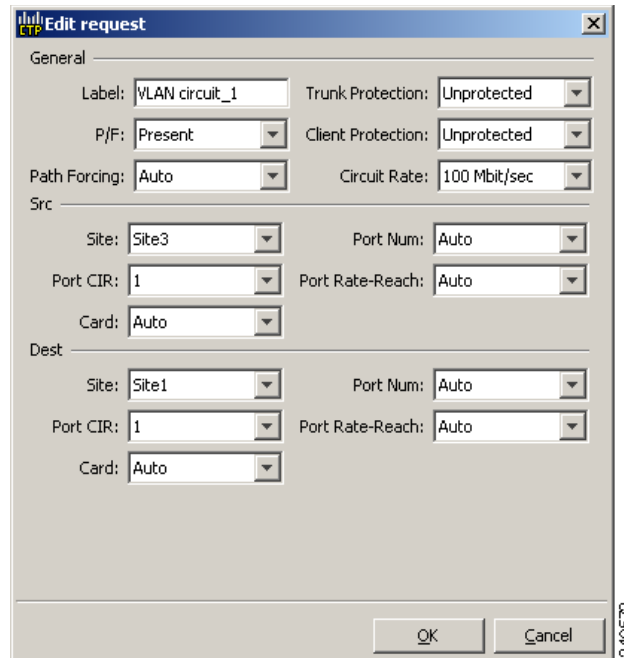 CTP Edit request
General
Label: VLAN circuit_1 Trunk Protection: Unprotected
P/F: Present Client Protection: Unprotected
Path Forcing: Auto Circuit Rate: 100 Mbit/sec
Src
Site: Site3 Port Num: Auto
Port CIR: 1 Port Rate-Reach: Auto
Card: Auto
Dest
Site: Site1 Port Num: Auto
Port CIR: 1 Port Rate-Reach: Auto
Card: Auto
OK Cancel